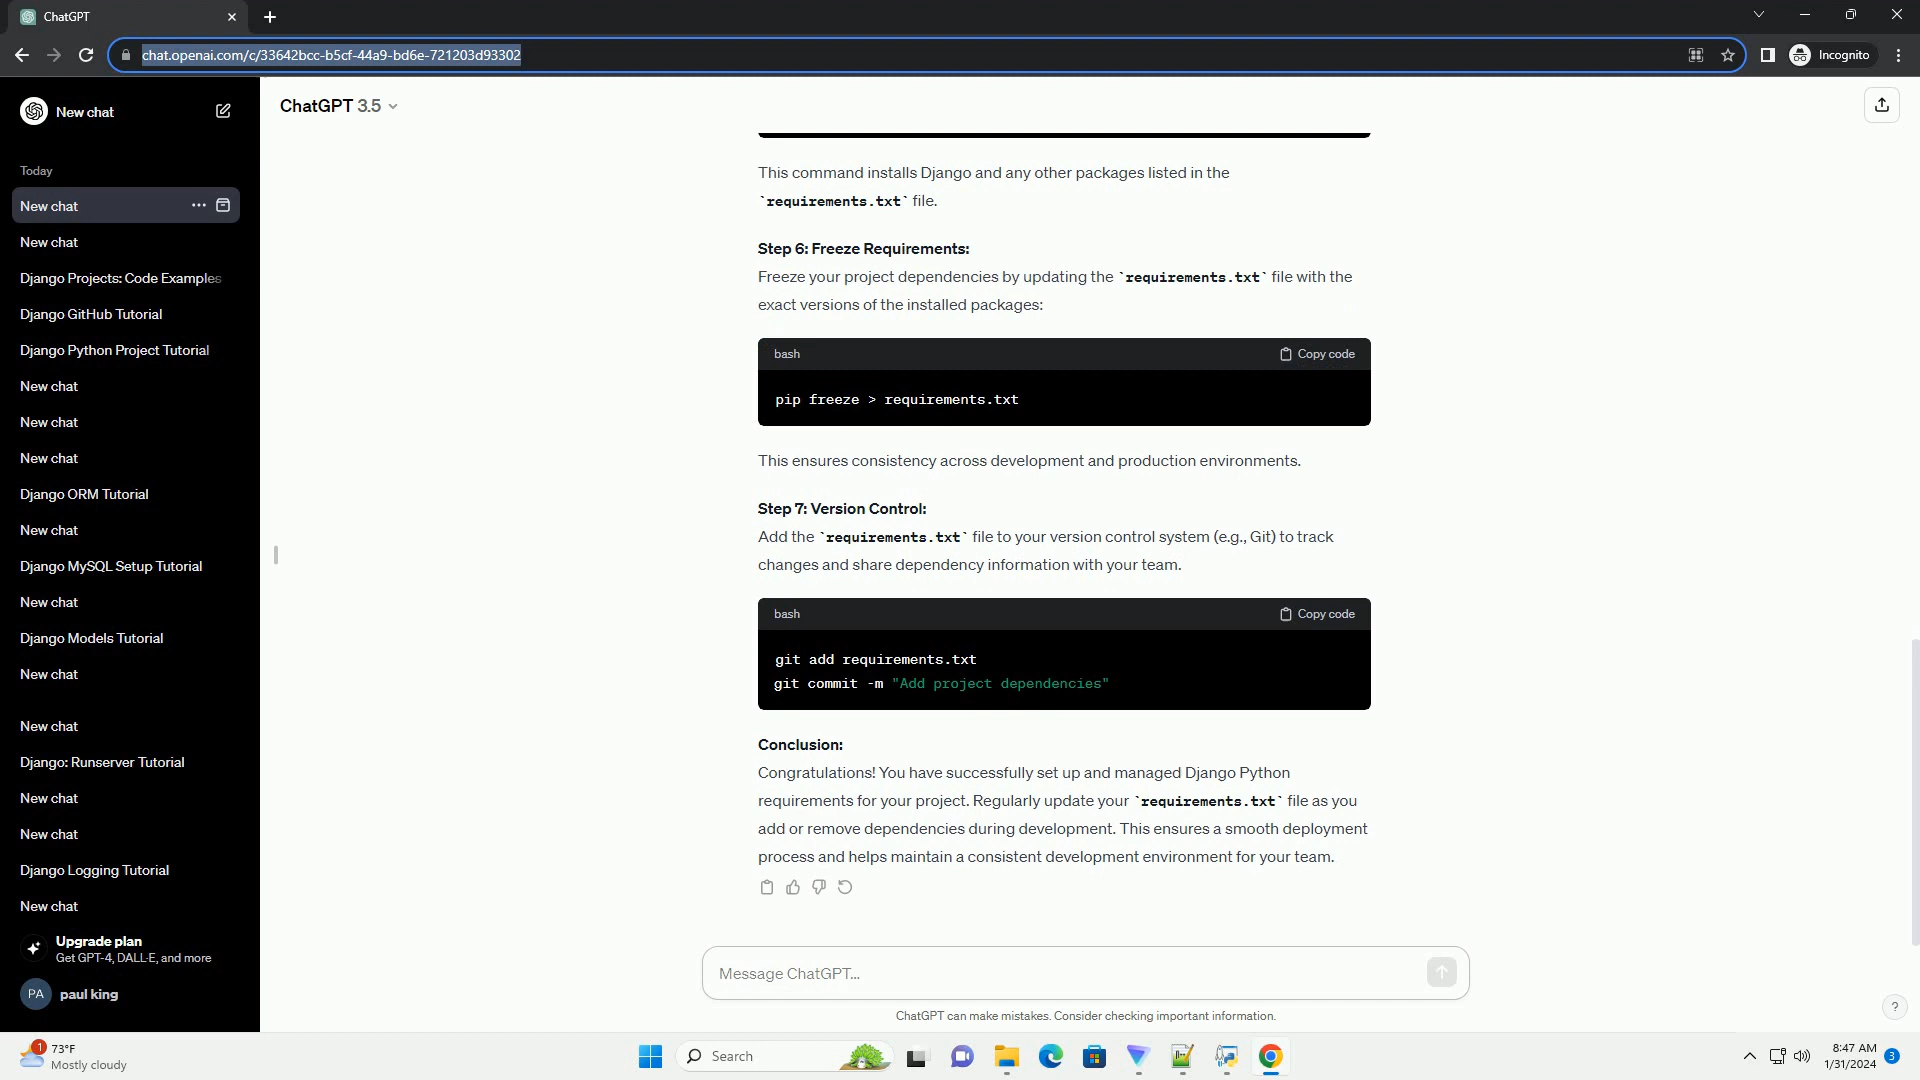 ChatGPT
chat.openai.com/c/33642bcc-b5cf-44a9-bd6e-721203d93302
Incognito
New chat
Today
New chat
New chat
Django Projects: Code Examples
Django GitHub Tutorial
Django Python Project Tutorial
New chat
New chat
New chat
Django ORM Tutorial
New chat
Django MySQL Setup Tutorial
New chat
Django Models Tutorial
New chat
New chat
Django: Runserver Tutorial
New chat
New chat
Django Logging Tutorial
New chat
Upgrade plan
Get GPT-4, DALL·E, and more
PA paul king
ChatGPT 3.5
This command installs Django and any other packages listed in the
`requirements.txt` file.
Step 6: Freeze Requirements:
Freeze your project dependencies by updating the `requirements.txt` file with the
exact versions of the installed packages:
bash Copy code
pip freeze > requirements.txt
This ensures consistency across development and production environments.
Step 7: Version Control:
Add the `requirements.txt` file to your version control system (e.g., Git) to track
changes and share dependency information with your team.
bash Copy code
git add requirements.txt
git commit -m "Add project dependencies"
Conclusion:
Congratulations! You have successfully set up and managed Django Python
requirements for your project. Regularly update your `requirements.txt` file as you
add or remove dependencies during development. This ensures a smooth deployment
process and helps maintain a consistent development environment for your team.
Message ChatGPT...
ChatGPT can make mistakes. Consider checking important information.
?
1
73°F
Mostly cloudy
Search
8:47 AM
1/31/2024
3